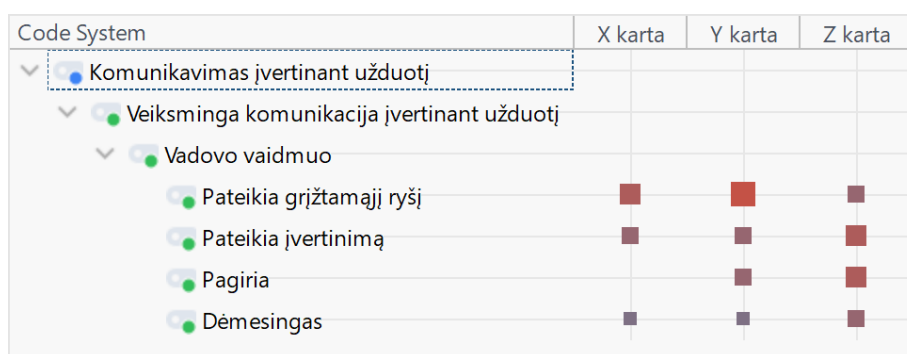 Code System X karta Y karta Z karta
Komunikavimas įvertinant užduotį
Veiksminga komunikacija įvertinant užduotį
Vadovo vaidmuo
Pateikia grįžtamąjį ryšį
Pateikia įvertinimą
Pagiria
Dėmesingas